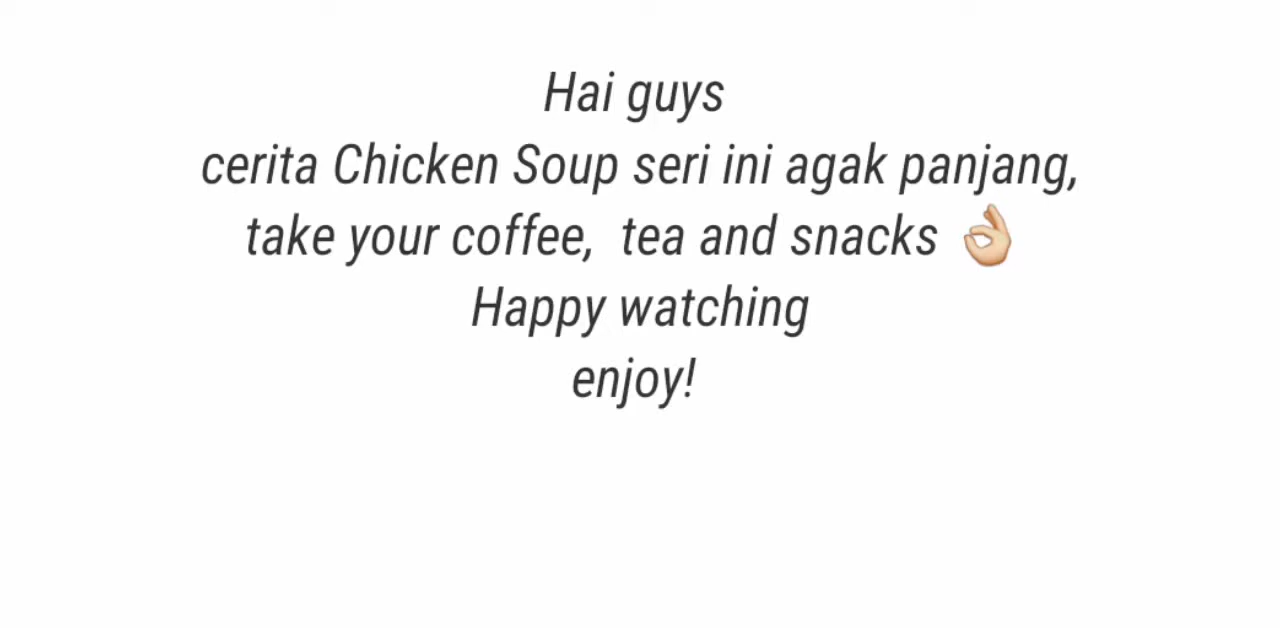 Hai guys
cerita Chicken Soup seri ini agak panjang,
take your coffee,  tea and snacks 👌🏼
Happy watching
enjoy!